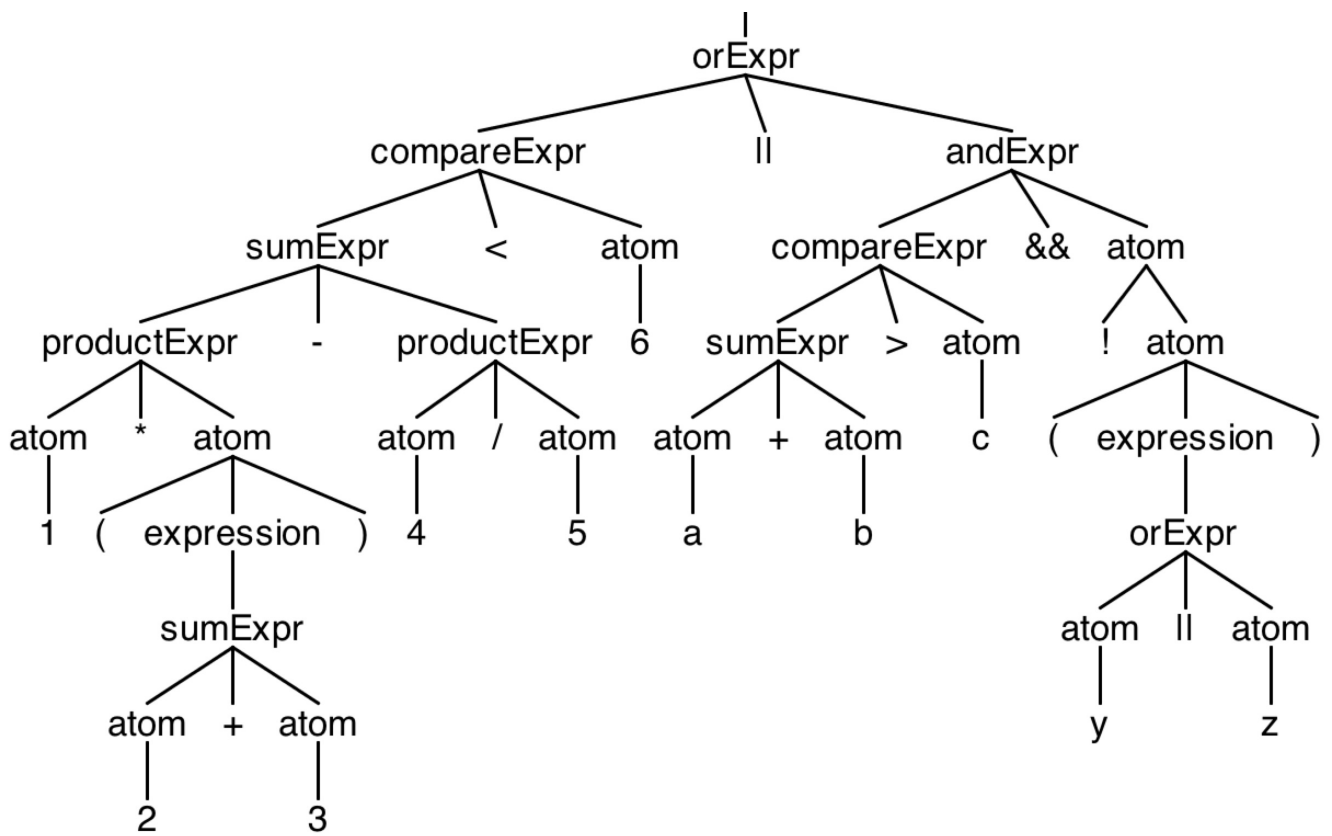 orExpr
compareExpr || andExpr
sumExpr < atom compareExpr && atom
productExpr - productExpr 6 sumExpr > atom ! atom
atom * atom atom / atom atom + atom c ( expression )
1 ( expression ) 4 5 a b orExpr
sumExpr atom || atom
atom + atom y z
2 3